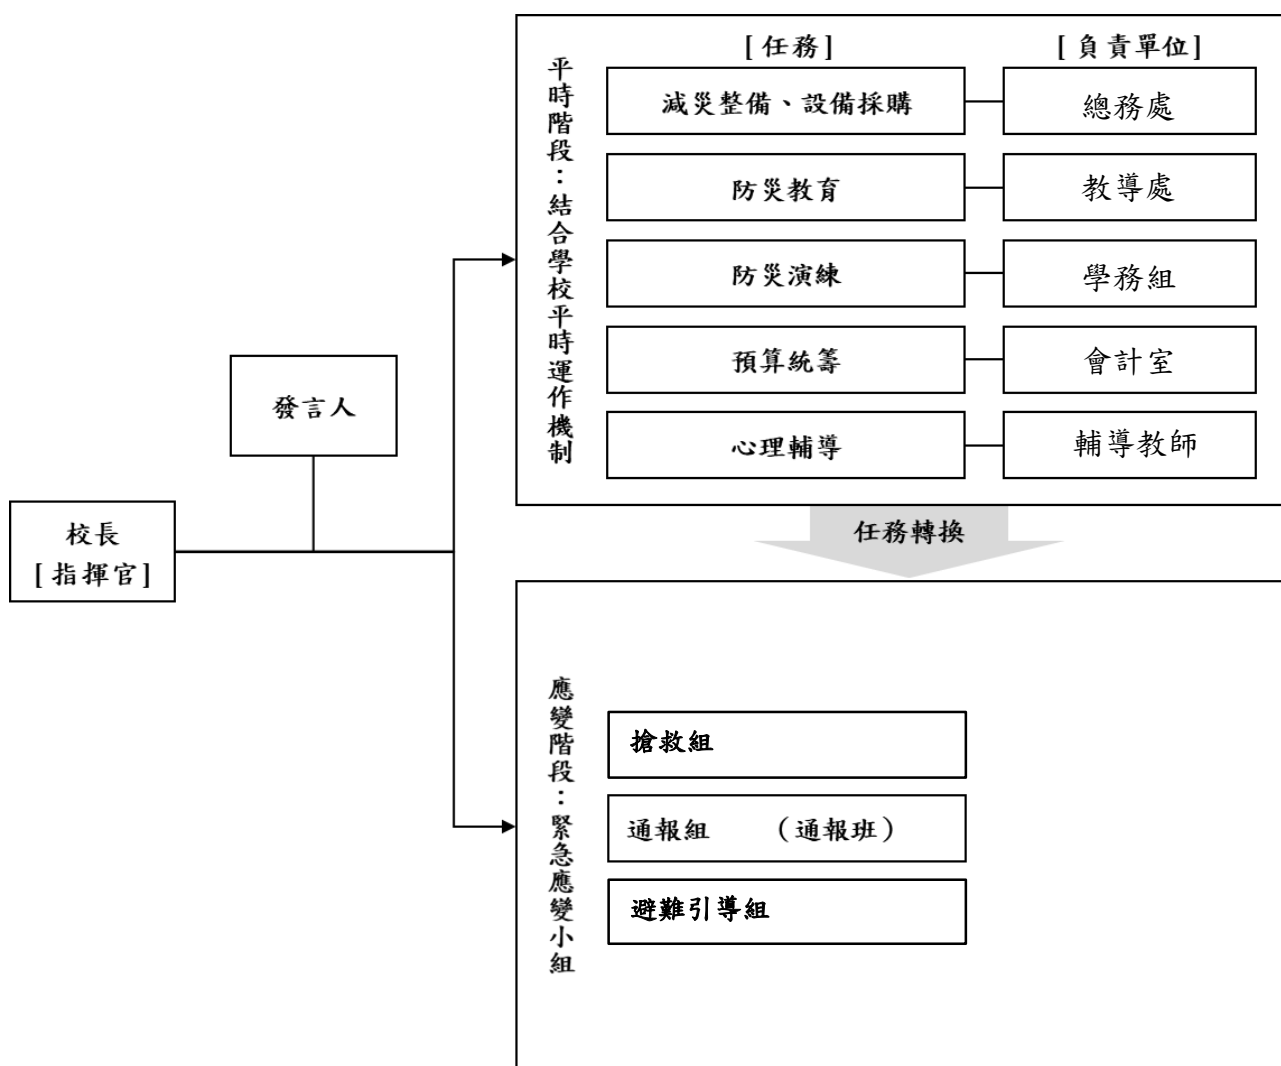 [任務]
[負責單位]
平時階段：結合學校平時運作機制
減災整備、設備採購
總務處
防災教育
教導處
防災演練
學務組
預算統籌
會計室
心理輔導
輔導教師
發言人
校長
[指揮官]
任務轉換
應變階段：緊急應變小組
搶救組
通報組 （通報班）
避難引導組